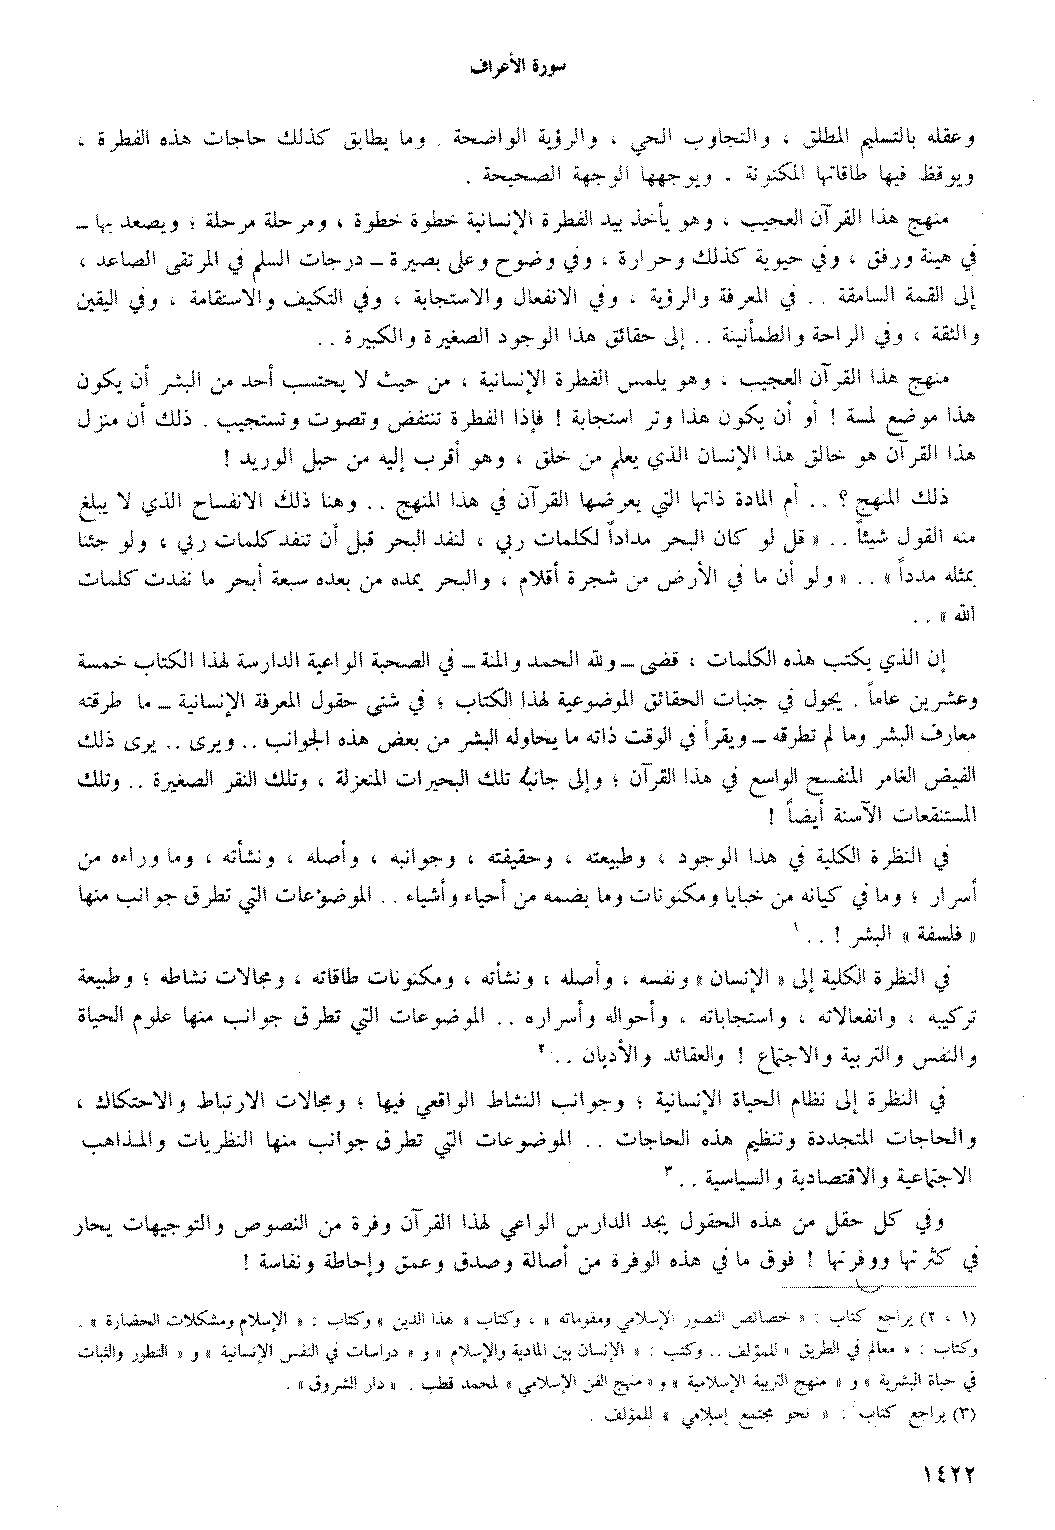 سورة الأعراف
وعقله بالتسليم المطلق ، والتجاوب الحي ، والرؤية الواضحة . وما يطابق كذلك حاجات هذه الفطرة ،
ويوقظ فيها طاقاتها المكنونة . ويوجهها الوجهة الصحيحة .
منهج هذا القرآن العجيب ، وهو يأخذ بيد الفطرة الإنسانية خطوة خطوة ، ومرحلة مرحلة ؛ ويصعد بها –
في هينة ورفق ، وفي حيوية كذلك وحرارة ، وفي وضوح وعلى بصيرة – درجات السلم في المرتقى الصاعد ،
إلى القمة السامقة .. في المعرفة والرؤية ، وفي الانفعال والاستجابة ، وفي التكيف والاستقامة ، وفي اليقين
والثقة ، وفي الراحة والطمأنينة .. إلى حقائق هذا الوجود الصغيرة والكبيرة ..
منهج هذا القرآن العجيب ، وهو يلمس الفطرة الإنسانية ، من حيث لا يحتسب أحد من البشر أن يكون
هذا موضع لمسة ! أو أن يكون هذا وتر استجابة ! فإذا الفطرة تنتفض وتصوت وتستجيب . ذلك أن منزل
هذا القرآن هو خالق هذا الإنسان الذي يعلم من خلق ، وهو أقرب إليه من حبل الوريد !
ذلك المنهج ؟ .. أم المادة ذاتها التي يعرضها القرآن في هذا المنهج .. وهنا ذلك الانفساح الذي لا يبلغ
منه القول شيئاً .. « قل لو كان البحر مداداً لكلمات ربي ، لنفد البحر قبل أن تنفد كلمات ربي ، ولو جئنا
بمثله مدداً » .. « ولو أن ما في الأرض من شجرة أقلام ، والبحر يمده من بعده سبعة أبحر ما نفدت كلمات
الله » ..
إن الذي يكتب هذه الكلمات ، قضى – ولله الحمد والمنة – في الصحبة الواعية الدارسة لهذا الكتاب خمسة
وعشرين عاماً . يجول في جنبات الحقائق الموضوعية لهذا الكتاب ؛ في شتى حقول المعرفة الإنسانية – ما طرقته
معارف البشر وما لم تطرقه – ويقرأ في الوقت ذاته ما يحاوله البشر من بعض هذه الجوانب .. ويرى .. يرى ذلك
الفيض الغامر المنفسح الواسع في هذا القرآن ؛ وإلى جانبه تلك البحيرات المنعزلة ، وتلك النقر الصغيرة .. وتلك
المستنقعات الآسنة أيضاً !
في النظرة الكلية في هذا الوجود ، وطبيعته ، وحقيقته ، وجوانبه ، وأصله ، ونشأته ، وما وراءه من
أسرار ؛ وما في كيانه من خبايا ومكنونات وما يضمه من أحياء وأشياء .. الموضوعات التي تطرق جوانب منها
« فلسفة » البشر ! .. ١
في النظرة الكلية إلى « الإنسان » ونفسه ، وأصله ، ونشأته ، ومكنونات طاقاته ، ومجالات نشاطه ؛ وطبيعة
تركيبه ، وانفعالاته ، واستجاباته ، وأحواله وأسراره .. الموضوعات التي تطرق جوانب منها علوم الحياة
والنفس والتربية والاجتماع ! والعقائد والأديان .. ٢
في النظرة إلى نظام الحياة الإنسانية ؛ وجوانب النشاط الواقعي فيها ؛ ومجالات الارتباط والاحتكاك ،
والحاجات المتجددة وتنظيم هذه الحاجات .. الموضوعات التي تطرق جوانب منها النظريات والمذاهب
الاجتماعية والاقتصادية والسياسية .. ٣
وفي كل حقل من هذه الحقول يجد الدارس الواعي لهذا القرآن وفرة من النصوص والتوجيهات يحار
في كثرتها ووفرتها ! فوق ما في هذه الوفرة من أصالة وصدق وعمق وإحاطة ونفاسة !
(١ ، ٢) يراجع كتاب : « خصائص التصور الإسلامي ومقوماته » ، وكتاب « هذا الدين » وكتاب : « الإسلام ومشكلات الحضارة » .
وكتاب : « معالم في الطريق » للمؤلف .. وكتب : « الإنسان بين المادية والإسلام » و « دراسات في النفس الإنسانية » و « التطور والثبات
في حياة البشرية » و « منهج التربية الإسلامية » و « منهج الفن الإسلامي » لمحمد قطب . « دار الشروق » .
(٣) يراجع كتاب : « نحو مجتمع إسلامي » للمؤلف .
١٤٢٢